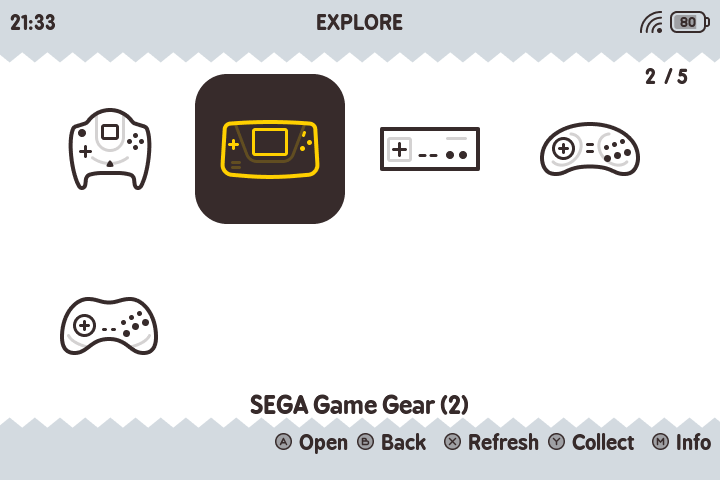 21:33 EXPLORE 80
2 / 5
SEGA Game Gear (2)
A Open B Back X Refresh Y Collect M Info